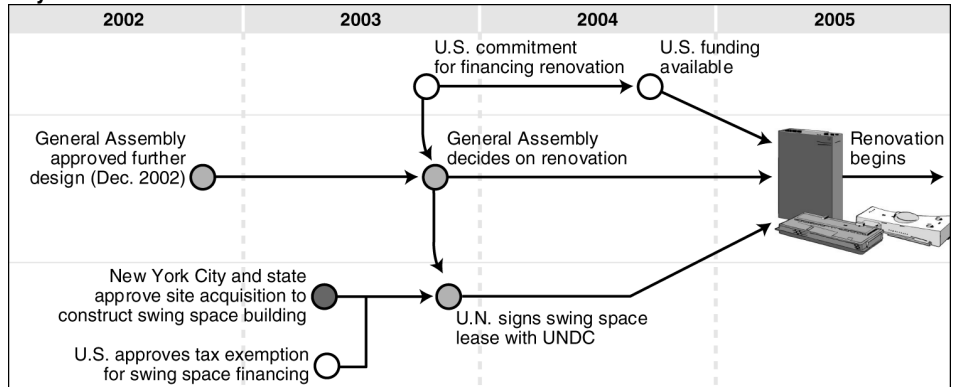 2002
2003
2004
2005
U.S. commitment
for financing renovation
U.S. funding
available
General Assembly
approved further
design (Dec. 2002)
General Assembly
decides on renovation
Renovation
begins
New York City and state
approve site acquisition to
construct swing space building
U.N. signs swing space
lease with UNDC
U.S. approves tax exemption
for swing space financing